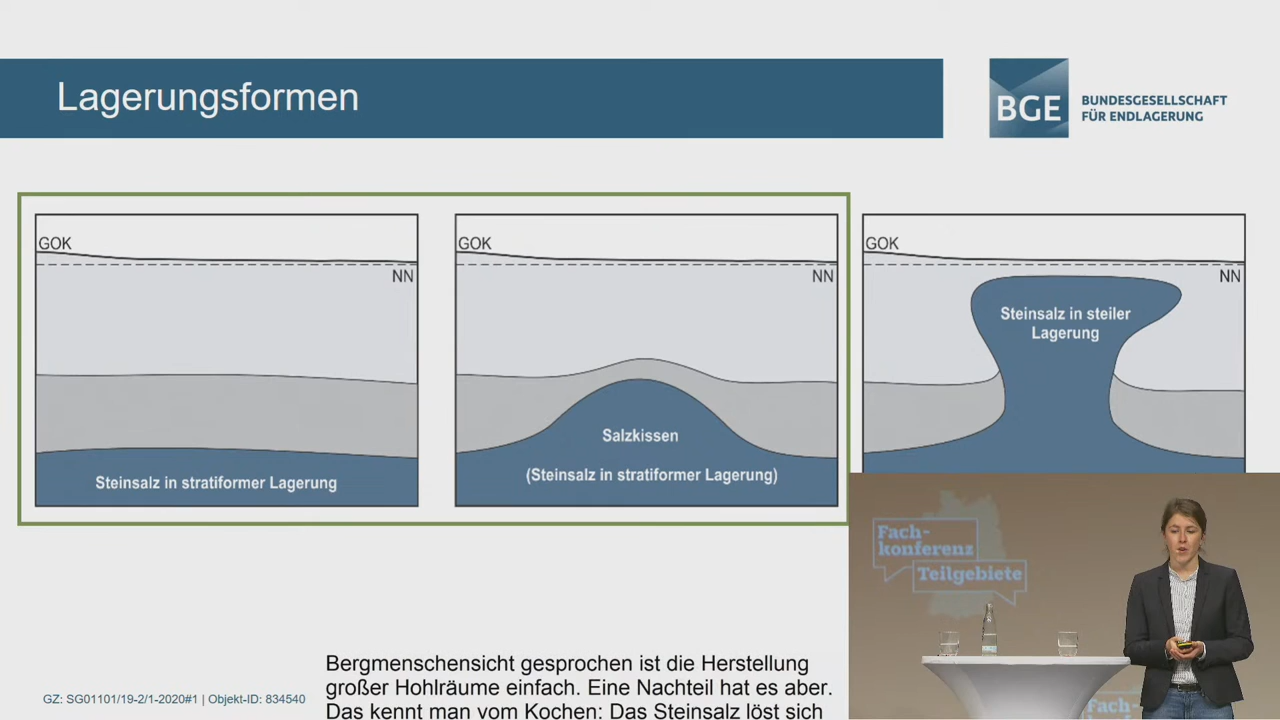 Lagerungsformen
BGE
BUNDESGESELLSCHAFT
FÜR ENDLAGERUNG
GOK
NN
Steinsalz in stratiformer Lagerung
GOK
NN
Salzkissen
(Steinsalz in stratiformer Lagerung)
GOK
NN
Steinsalz in steiler
Lagerung
Fach-
konferenz
Teilgebiete
Fach-
GZ: SG01101/19-2/1-2020#1 | Objekt-ID: 834540
Bergmenschensicht gesprochen ist die Herstellung
großer Hohlräume einfach. Eine Nachteil hat es aber.
Das kennt man vom Kochen: Das Steinsalz löst sich